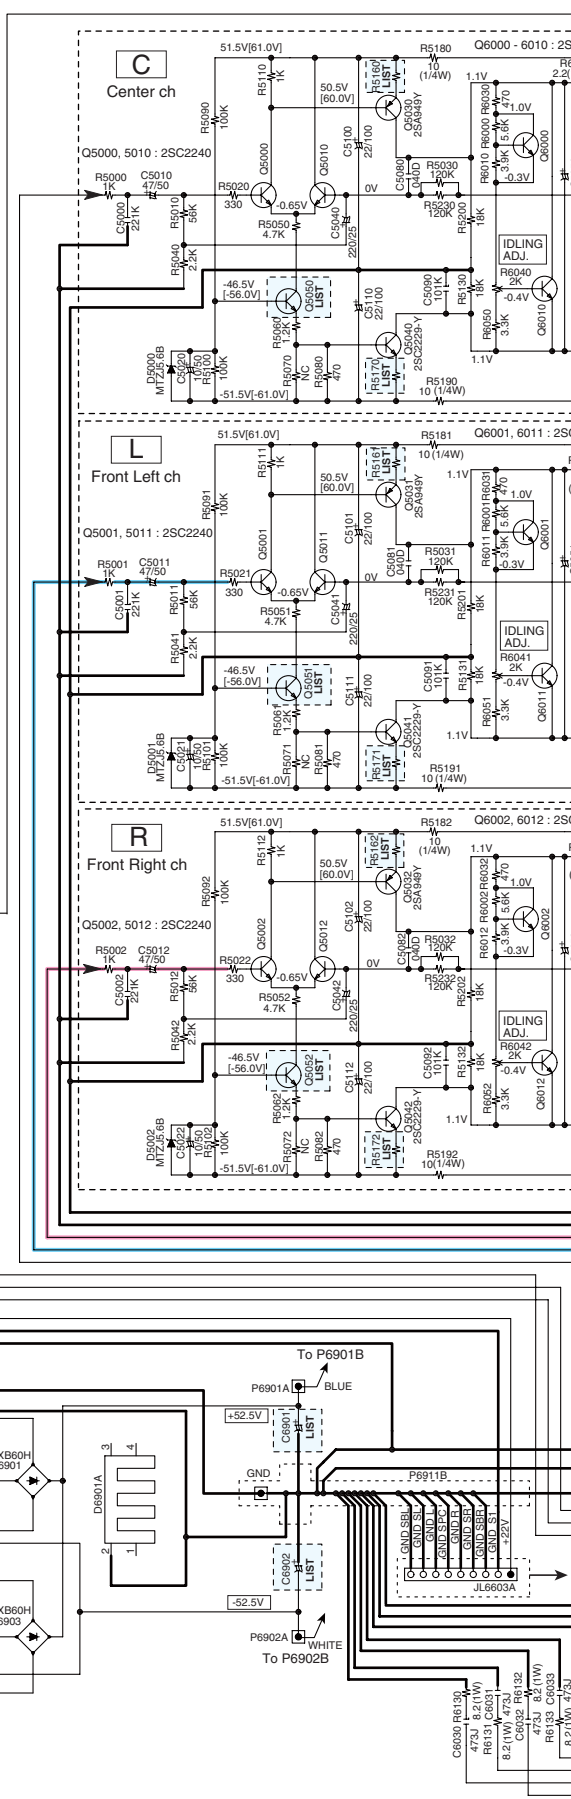 C
Center ch
51.5V[61.0V]
R5110
1K
R5090
100K
R5160
LIST
R5180
10
(1/4W)
Q6000 - 6010 : 2S
1.1V
2.2(
50.5V
[60.0V]
Q5030
2SA949Y
R6030
470
1.0V
R6000
5.6K
Q6000
R6010
3.9K
-0.3V
Q5000, 5010 : 2SC2240
Q5000
Q5010
C5100
22/100
C5080
040D
R5030
120K
R5000
1K
C5010
47/50
R5020
330
0V
R5230
120K
C5000
221K
R5010
56K
-0.65V
R5050
4.7K
C5040
220/25
R5200
18K
R5040
2.2K
IDLING
ADJ.
-46.5V
[-56.0V]
Q5050
LIST
C5110
22/100
C5090
101K
R5130
18K
R6040
2K
-0.4V
Q6010
R5060
1.2K
Q5040
2SC2229-Y
R6050
3.3K
1.1V
D5000
MTZJ5.6B
C5020
10/50
R5100
100K
R5070
NC
R5080
470
R5170
LIST
R5190
10 (1/4W)
-51.5V[-61.0V]
L
Front Left ch
51.5V[61.0V]
R5111
1K
R5091
100K
R5161
LIST
R5181
10 (1/4W)
Q6001, 6011 : 2SC
1.1V
50.5V
[60.0V]
Q5031
2SA949Y
R6031
470
1.0V
R6001
5.6K
Q6001
R6011
3.9K
-0.3V
Q5001, 5011 : 2SC2240
Q5001
Q5011
C5101
22/100
C5081
040D
R5031
120K
R5001
1K
C5011
47/50
R5021
330
0V
R5231
120K
C5001
221K
R5011
56K
-0.65V
R5051
4.7K
C5041
220/25
R5201
18K
R5041
2.2K
IDLING
ADJ.
-46.5V
[-56.0V]
Q5051
LIST
C5111
22/100
C5091
101K
R5131
18K
R6041
2K
-0.4V
Q6011
R5061
1.2K
Q5041
2SC2229-Y
R6051
3.3K
1.1V
D5001
MTZJ5.6B
C5021
10/50
R5101
100K
R5071
NC
R5081
470
R5171
LIST
R5191
10 (1/4W)
-51.5V[-61.0V]
R
Front Right ch
51.5V[61.0V]
R5112
1K
R5092
100K
R5162
LIST
R5182
10
(1/4W)
Q6002, 6012 : 2SC
1.1V
50.5V
[60.0V]
Q5032
2SA949Y
R6032
470
1.0V
R6002
5.6K
Q6002
R6012
3.9K
-0.3V
Q5002, 5012 : 2SC2240
Q5002
Q5012
C5102
22/100
C5082
040D
R5032
120K
R5002
1K
C5012
47/50
R5022
330
0V
R5232
120K
C5002
221K
R5012
56K
-0.65V
R5052
4.7K
C5042
220/25
R5202
18K
R5042
2.2K
IDLING
ADJ.
-46.5V
[-56.0V]
Q5052
LIST
C5112
22/100
C5092
101K
R5132
18K
R6042
2K
-0.4V
Q6012
R5062
1.2K
Q5042
2SC2229-Y
R6052
3.3K
1.1V
D5002
MTZJ5.6B
C5022
10/50
R5102
100K
R5072
NC
R5082
470
R5172
LIST
R5192
10(1/4W)
-51.5V[-61.0V]
To P6901B
P6901A
BLUE
+52.5V
C6901
LIST
XB60H
6901
D6901A
3
4
2
1
GND
P6911B
GND SBL
GND SL
GND L
GND SPC
GND R
GND SR
GND SBR
GND S1
+22V
JL6603A
C6902
LIST
XB60H
6903
-52.5V
P6902A
WHITE
To P6902B
C6030 R6130
473J 8.2(1W)
R6131 C6031
8.2(1W) 473J
C6032 R6132
473J 8.2(1W)
R6133 C6033
8.2(1W) 473J